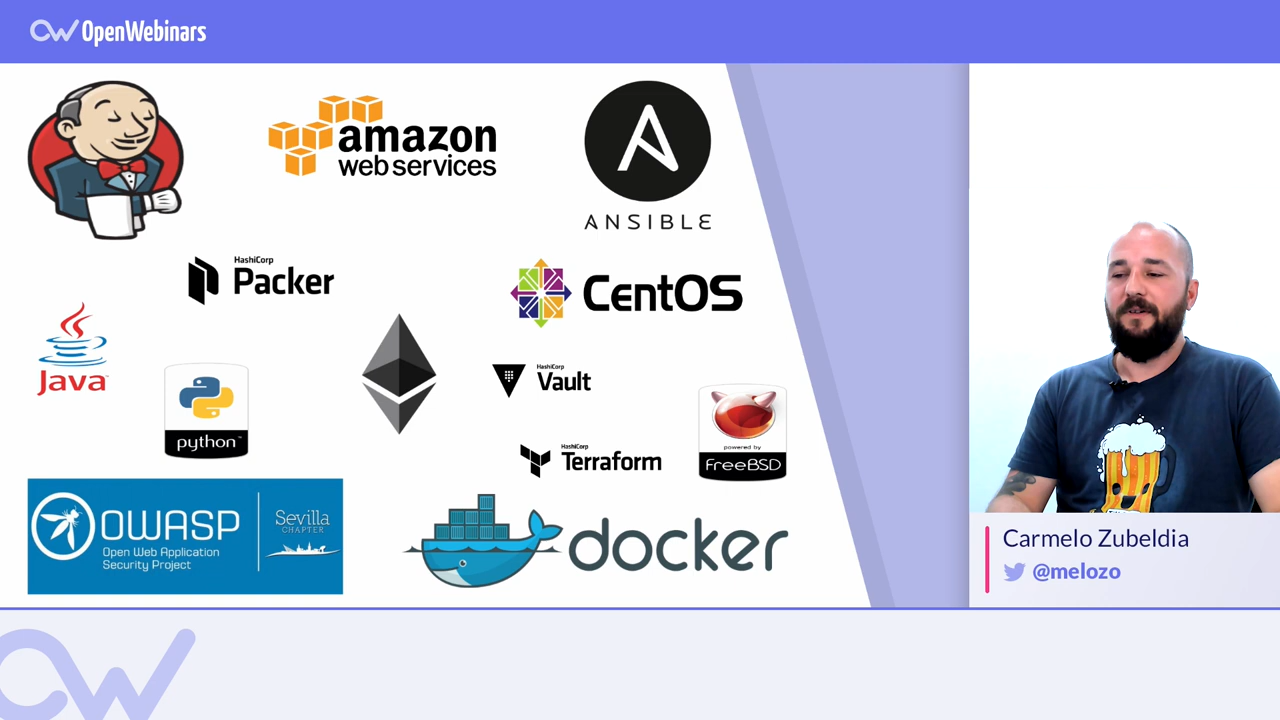 OpenWebinars
amazon
web services
ANSIBLE
HashiCorp
Packer
CentOS
Java
python
HashiCorp
Vault
HashiCorp
Terraform
powered by
FreeBSD
OWASP
Open Web Application
Security Project
Sevilla
CHAPTER
docker
Carmelo Zubeldia
@melozo